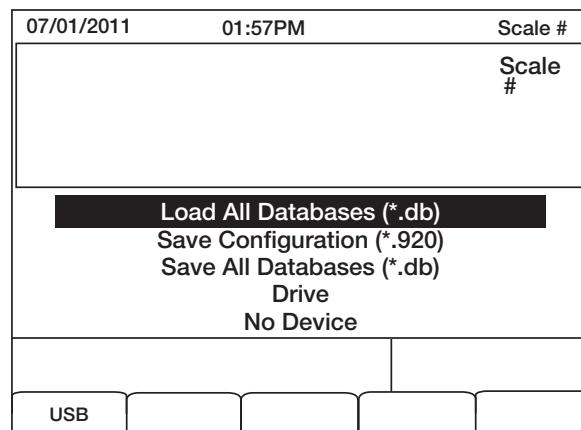 07/01/2011 01:57PM Scale #
Scale
#
Load All Databases (*.db)
Save Configuration (*.920)
Save All Databases (*.db)
Drive
No Device
USB